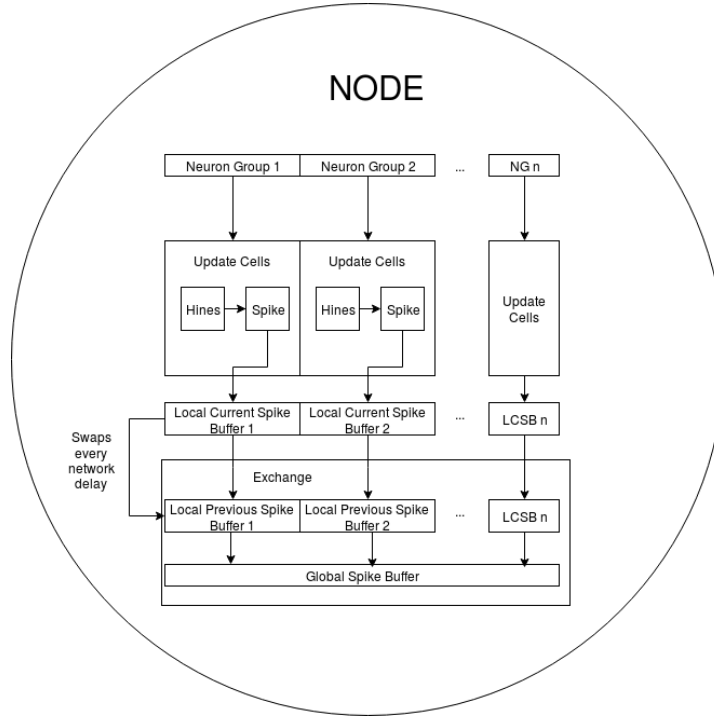 NODE
Neuron Group 1
Neuron Group 2
...
NG n
Update Cells
Update Cells
Update
Cells
Hines
Spike
Hines
Spike
Local Current Spike
Buffer 1
Local Current Spike
Buffer 2
...
LCSB n
Swaps
every
network
delay
Exchange
Local Previous Spike
Buffer 1
Local Previous Spike
Buffer 2
...
LCSB n
Global Spike Buffer